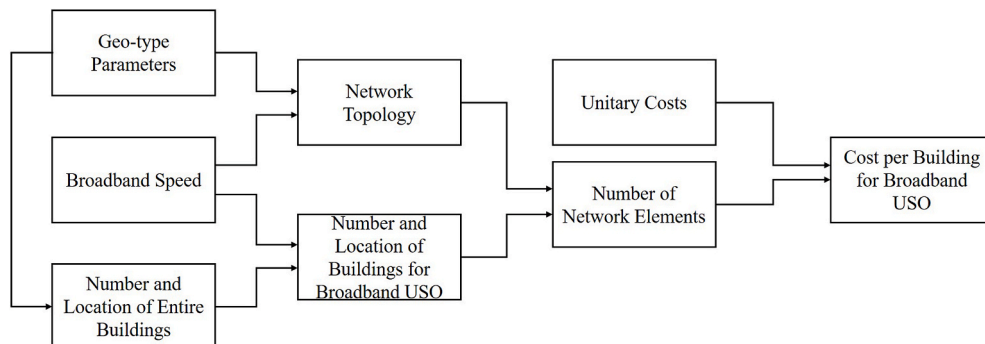 Geo-type
Parameters
Network
Topology
Unitary Costs
Broadband Speed
Cost per Building
for Broadband
USO
Number of
Network Elements
Number and
Location of
Buildings for
Broadband USO
Number and
Location of Entire
Buildings